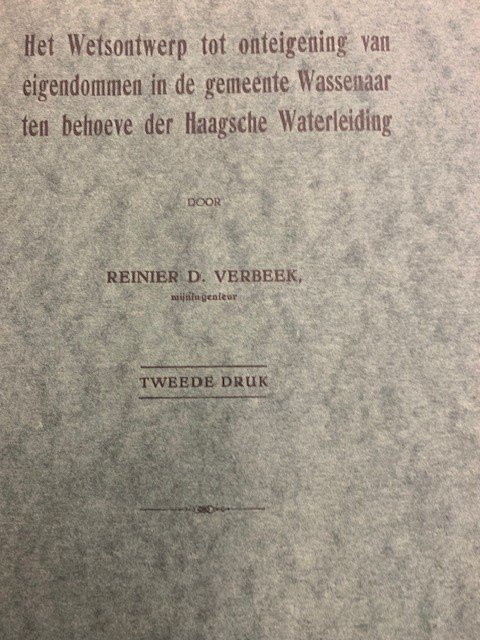 Het Wetsontwerp tot onteigening van
eigendommen in de gemeente Wassenaar
ten behoeve der Haagsche Waterleiding
DOOR
REINIER D. VERBEEK,
mijningenieur
TWEEDE DRUK